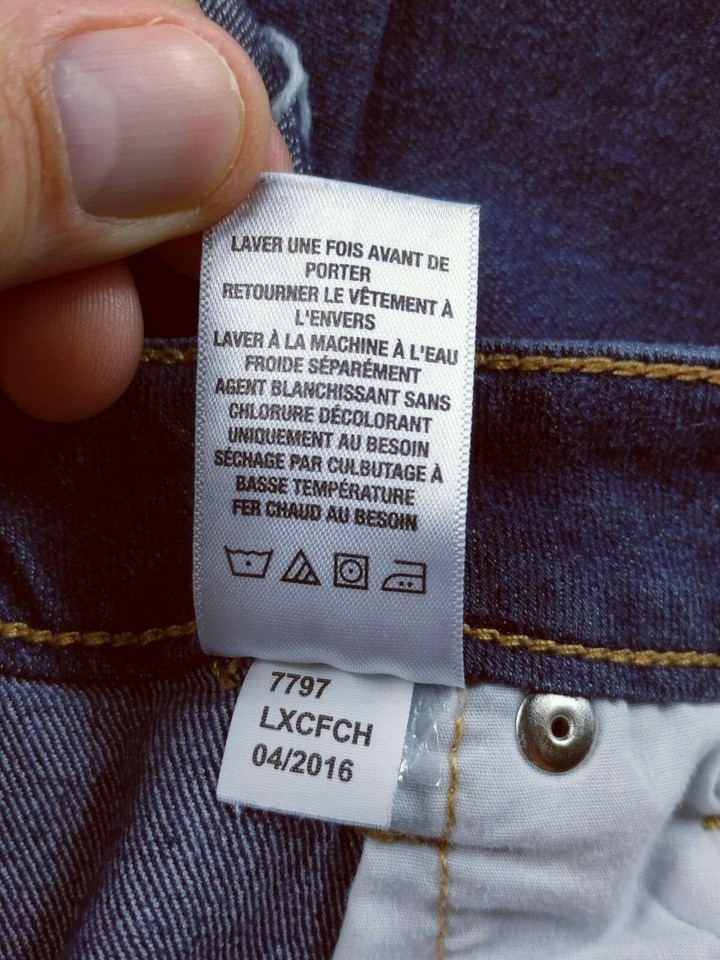 LAVER UNE FOIS AVANT DE
PORTER
RETOURNER LE VÊTEMENT À
L'ENVERS
LAVER À LA MACHINE À L'EAU
FROIDE SÉPARÉMENT
AGENT BLANCHISSANT SANS
CHLORURE DÉCOLORANT
UNIQUEMENT AU BESOIN
SÉCHAGE PAR CULBUTAGE À
BASSE TEMPÉRATURE
FER CHAUD AU BESOIN
7797
LXCFCH
04/2016